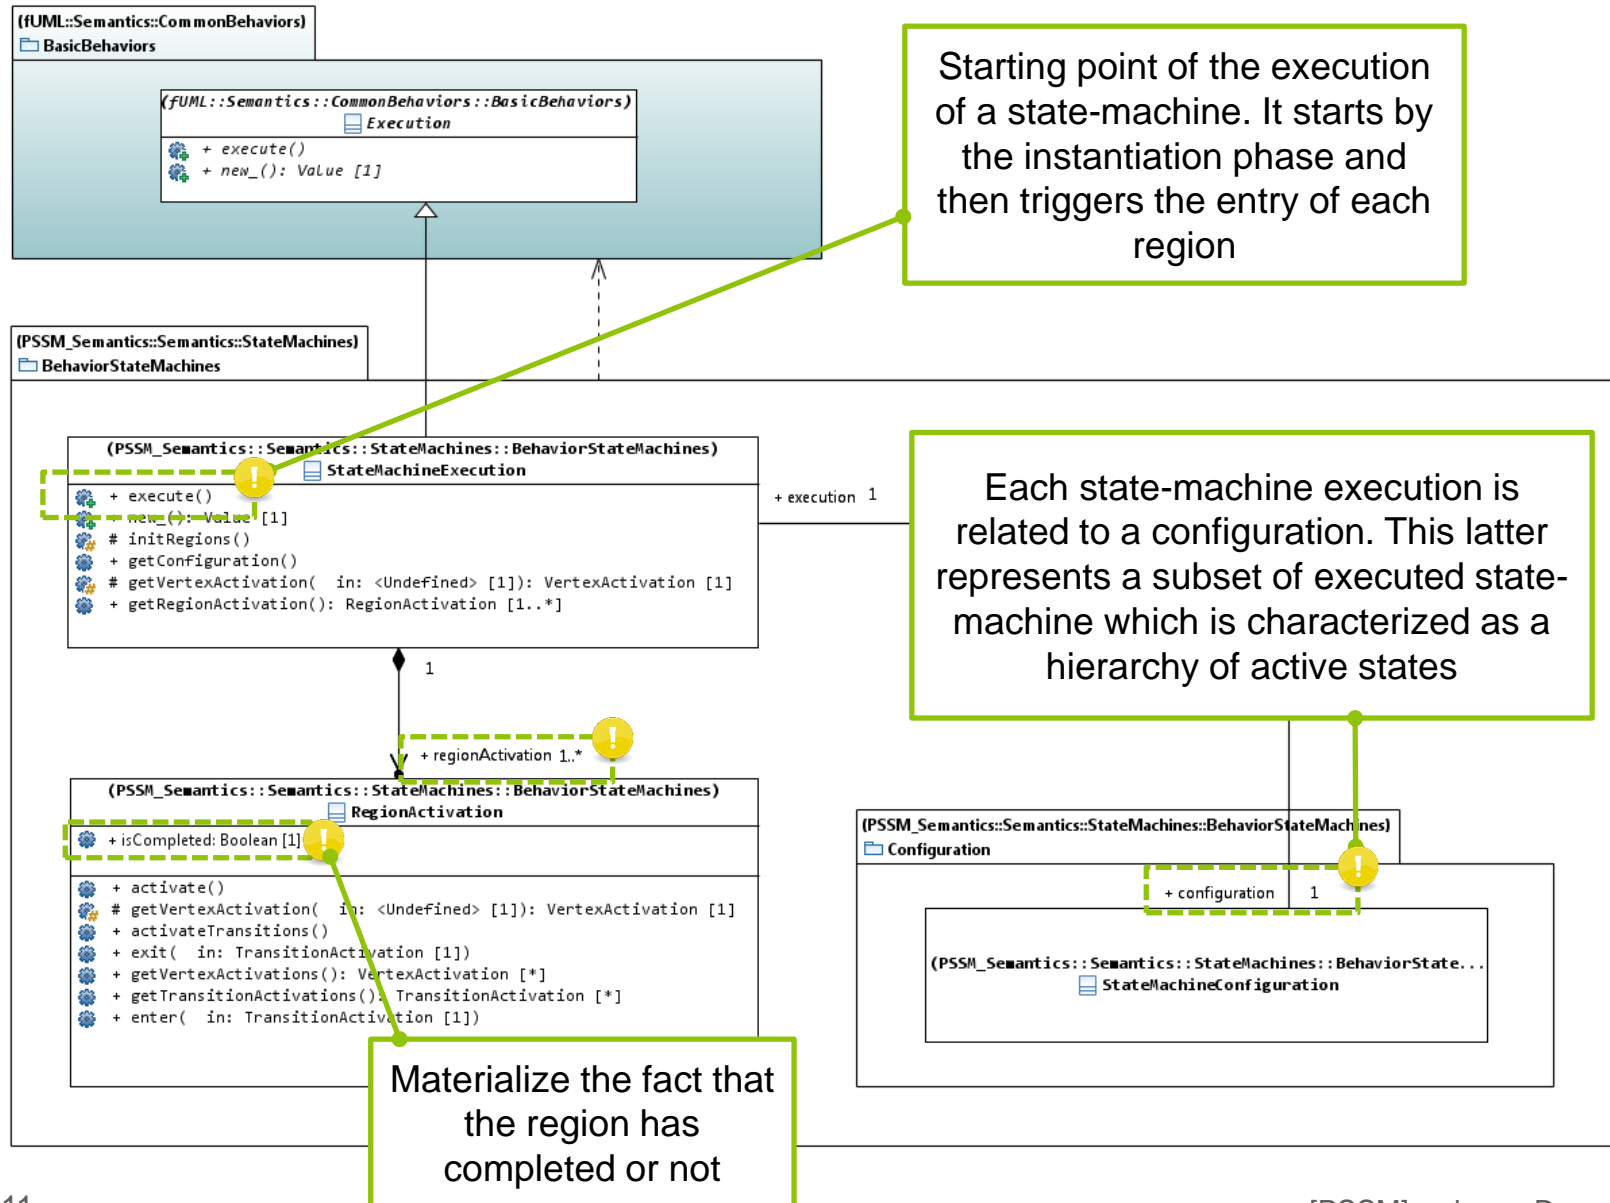 (fUML::Semantics::CommonBehaviors)
BasicBehaviors
(fUML::Semantics::CommonBehaviors::BasicBehaviors)
Execution
+ execute()
+ new_(): Value [1]
Starting point of the execution
of a state-machine. It starts by
the instantiation phase and
then triggers the entry of each
region
(PSSM_Semantics::Semantics::StateMachines)
BehaviorStateMachines
(PSSM_Semantics::Semantics::StateMachines::BehaviorStateMachines)
StateMachineExecution
+ execute()
+ new_(): Value [1]
# initRegions()
+ getConfiguration()
# getVertexActivation( in: <Undefined> [1]): VertexActivation [1]
+ getRegionActivation(): RegionActivation [1..*]
+ execution 1
Each state-machine execution is
related to a configuration. This latter
represents a subset of executed state-
machine which is characterized as a
hierarchy of active states
1
+ regionActivation 1..*
(PSSM_Semantics::Semantics::StateMachines::BehaviorStateMachines)
RegionActivation
+ isCompleted: Boolean [1]
+ activate()
# getVertexActivation( in: <Undefined> [1]): VertexActivation [1]
+ activateTransitions()
+ exit( in: TransitionActivation [1])
+ getVertexActivations(): VertexActivation [*]
+ getTransitionActivations(): TransitionActivation [*]
+ enter( in: TransitionActivation [1])
Materialize the fact that
the region has
completed or not
(PSSM_Semantics::Semantics::StateMachines::BehaviorStateMachines)
Configuration
+ configuration 1
(PSSM_Semantics::Semantics::StateMachines::BehaviorState...
StateMachineConfiguration